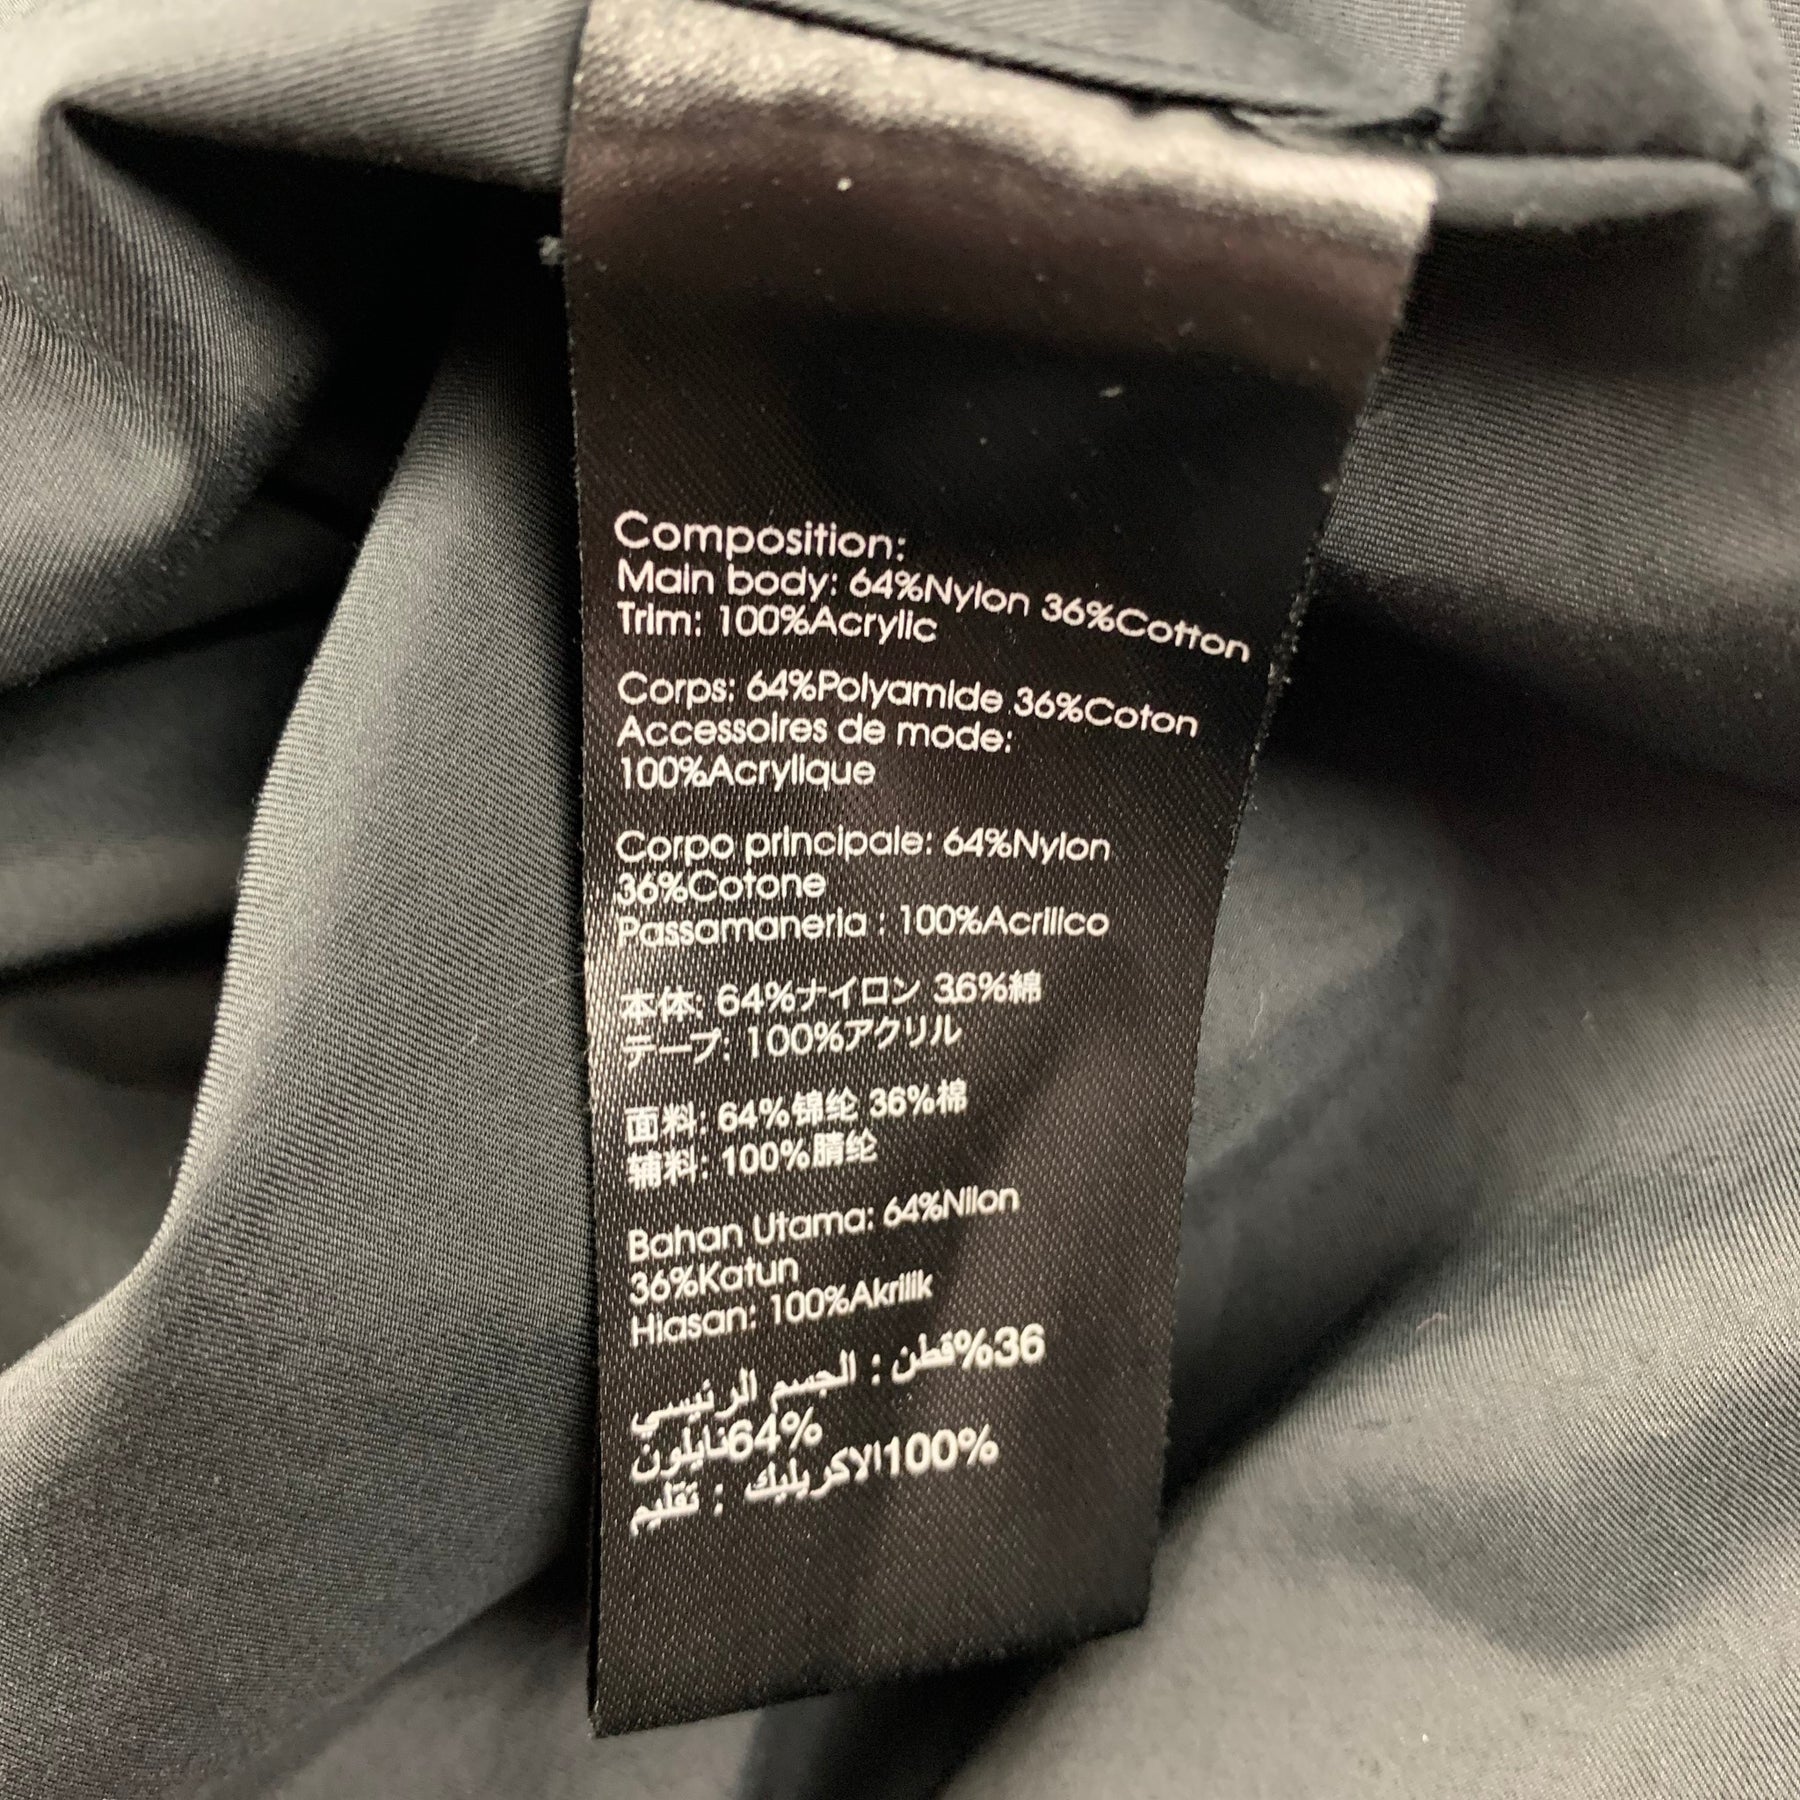 Composition:
Main body: 64%Nylon 36%Cotton
Trim: 100%Acrylic
Corps: 64%Polyamide 36%Coton
Accessoires de mode:
100%Acrylique
Corpo principale: 64%Nylon
36%Cotone
Passamaneria : 100%Acrilico
本体: 64%ナイロン 36%綿
テープ: 100%アクリル
面料: 64%锦纶 36%棉
辅料: 100%腈纶
Bahan Utama: 64%Nilon
36%Katun
Hiasan: 100%Akrilik
36%قطن : الجسم الرئيسي
64%نايلون
100%الاكريليك : تقليم